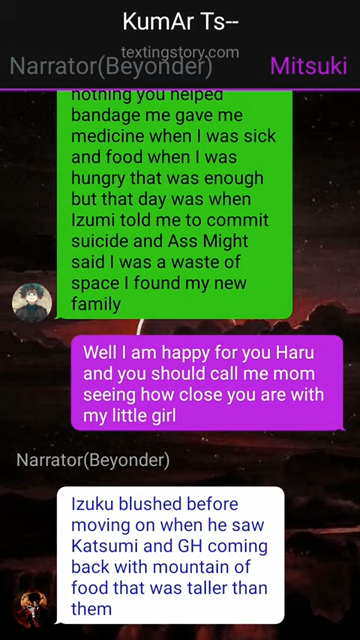 KumAr Ts--
textingstory.com
Narrator(Beyonder) Mitsuki
nothing you helped
bandage me gave me
medicine when I was sick
and food when I was
hungry that was enough
but that day was when
Izumi told me to commit
suicide and Ass Might
said I was a waste of
space I found my new
family
Well I am happy for you Haru
and you should call me mom
seeing how close you are with
my little girl
Narrator(Beyonder)
Izuku blushed before
moving on when he saw
Katsumi and GH coming
back with mountain of
food that was taller than
them